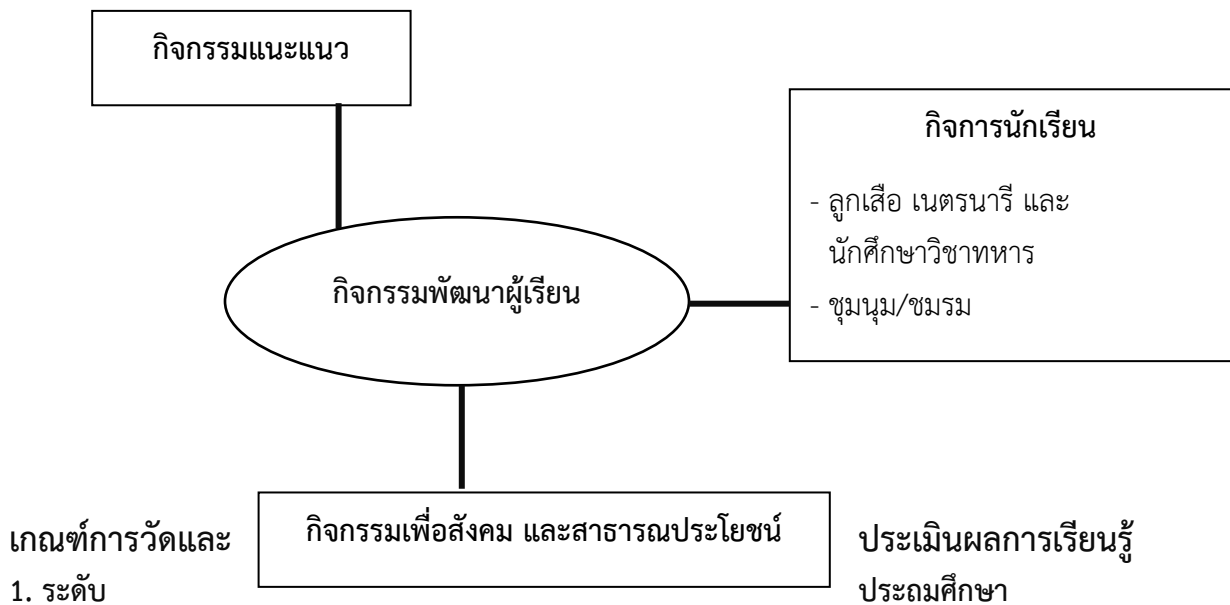 กิจกรรมแนะแนว
กิจการนักเรียน
- ลูกเสือ เนตรนารี และ
นักศึกษาวิชาทหาร
- ชุมนุม/ชมรม
กิจกรรมพัฒนาผู้เรียน
กิจกรรมเพื่อสังคม และสาธารณประโยชน์
เกณฑ์การวัดและ ประเมินผลการเรียนรู้
1. ระดับ ประถมศึกษา